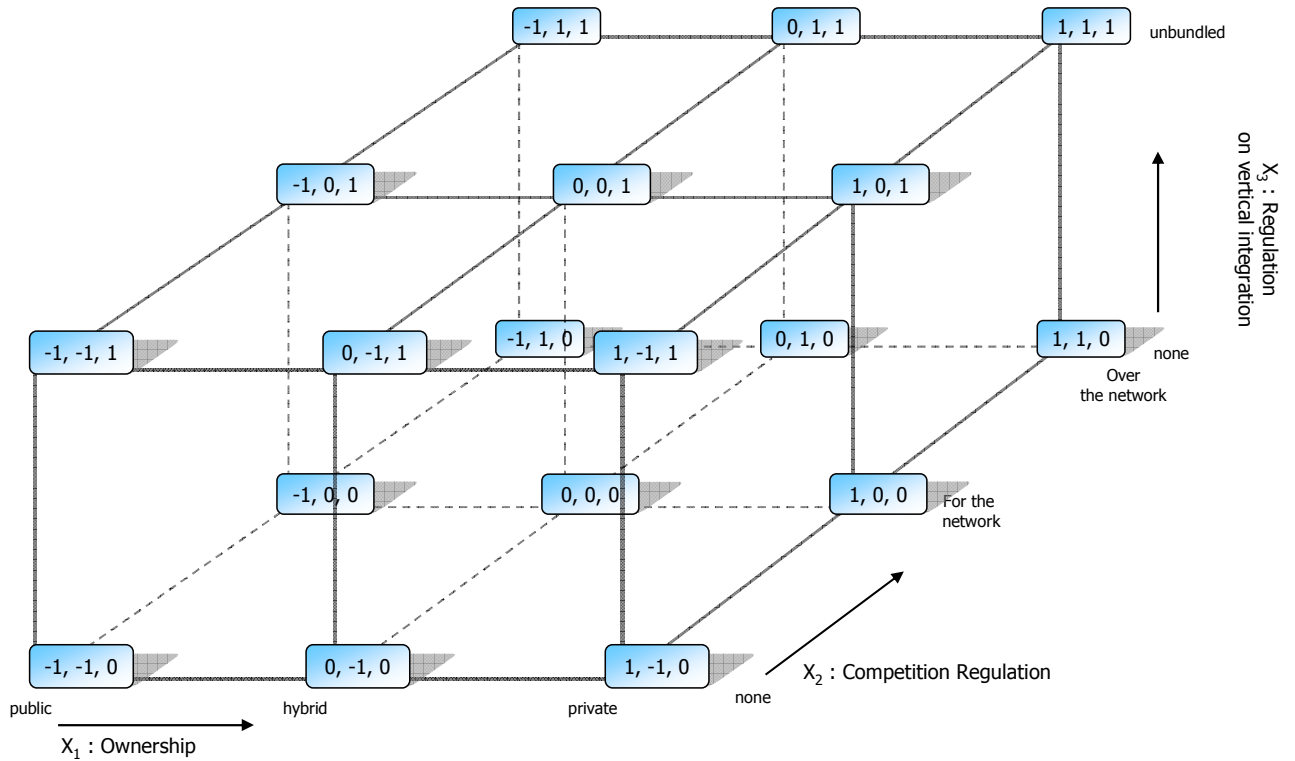 -1, 1, 1
0, 1, 1
1, 1, 1
unbundled
-1, 0, 1
0, 0, 1
1, 0, 1
X3 : Regulation
on vertical integration
-1, -1, 1
0, -1, 1
-1, 1, 0
1, -1, 1
0, 1, 0
1, 1, 0
none
Over
the network
-1, 0, 0
0, 0, 0
1, 0, 0
For the
network
-1, -1, 0
0, -1, 0
1, -1, 0
none
X2 : Competition Regulation
public
hybrid
private
X1 : Ownership